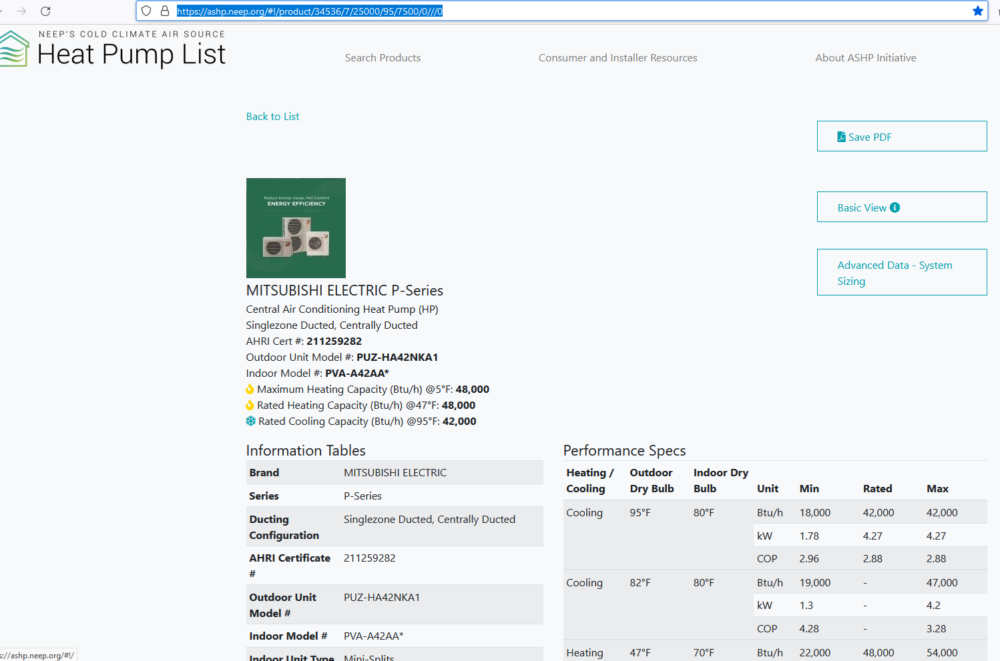 https://ashp.neep.org/#!/product/34536/7/25000/95/7500/0///0
NEEP'S COLD CLIMATE AIR SOURCE
Heat Pump List
Search Products
Consumer and Installer Resources
About ASHP Initiative
Back to List
Save PDF
Basic View
Advanced Data - System
Sizing
Reduce Energy Usage, Not Comfort
ENERGY EFFICIENCY
MITSUBISHI ELECTRIC P-Series
Central Air Conditioning Heat Pump (HP)
Singlezone Ducted, Centrally Ducted
AHRI Cert #: 211259282
Outdoor Unit Model #: PUZ-HA42NKA1
Indoor Model #: PVA-A42AA*
Maximum Heating Capacity (Btu/h) @5°F: 48,000
Rated Heating Capacity (Btu/h) @47°F: 48,000
Rated Cooling Capacity (Btu/h) @95°F: 42,000
Information Tables
Brand MITSUBISHI ELECTRIC
Series P-Series
Ducting Singlezone Ducted, Centrally Ducted
Configuration
AHRI Certificate 211259282
#
Outdoor Unit PUZ-HA42NKA1
Model #
Indoor Model # PVA-A42AA*
Indoor Unit Type Mini-Splits
Performance Specs
Heating / Outdoor Indoor Dry
Cooling Dry Bulb Bulb Unit Min Rated Max
Cooling 95°F 80°F Btu/h 18,000 42,000 42,000
kW 1.78 4.27 4.27
COP 2.96 2.88 2.88
Cooling 82°F 80°F Btu/h 19,000 - 47,000
kW 1.3 - 4.2
COP 4.28 - 3.28
Heating 47°F 70°F Btu/h 22,000 48,000 54,000
s://ashp.neep.org/#!/